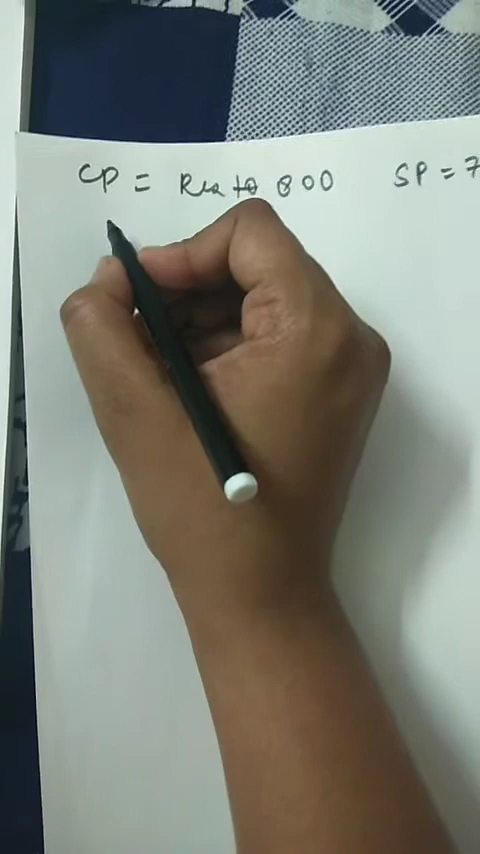 CP = Rs 800 SP = 7